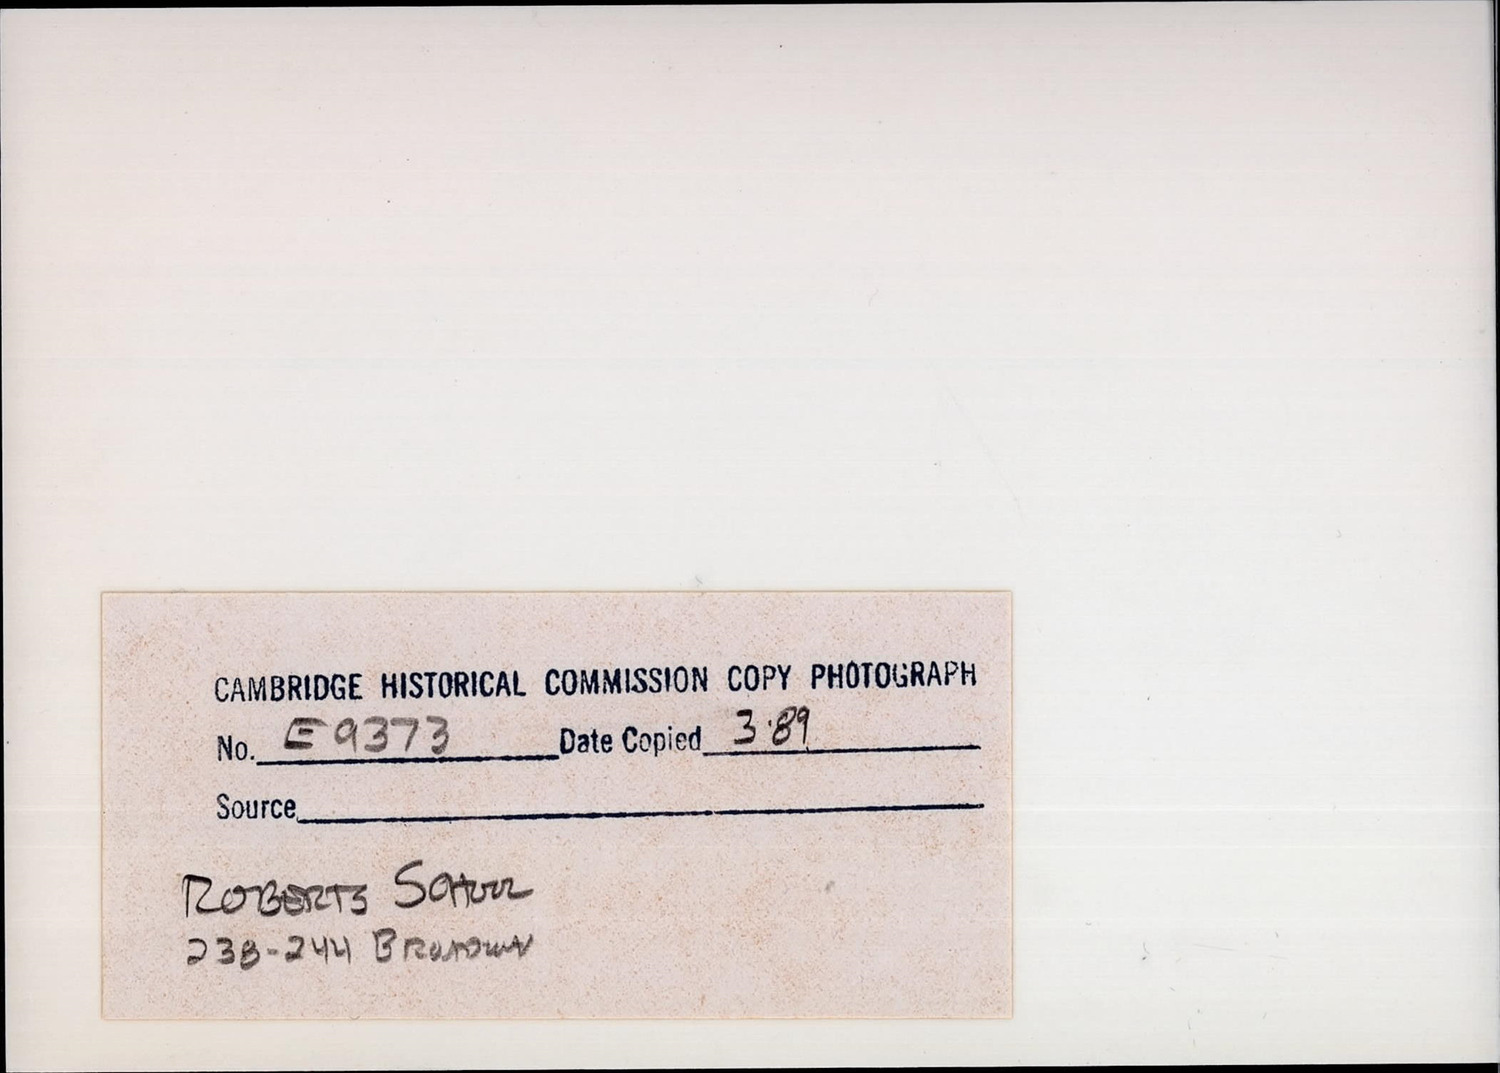 CAMBRIDGE HISTORICAL COMMISSION COPY PHOTOGRAPH
No. E9373 Date Copied 3·89
Source
ROBERTS SCHOOL
238-244 BROADWAY